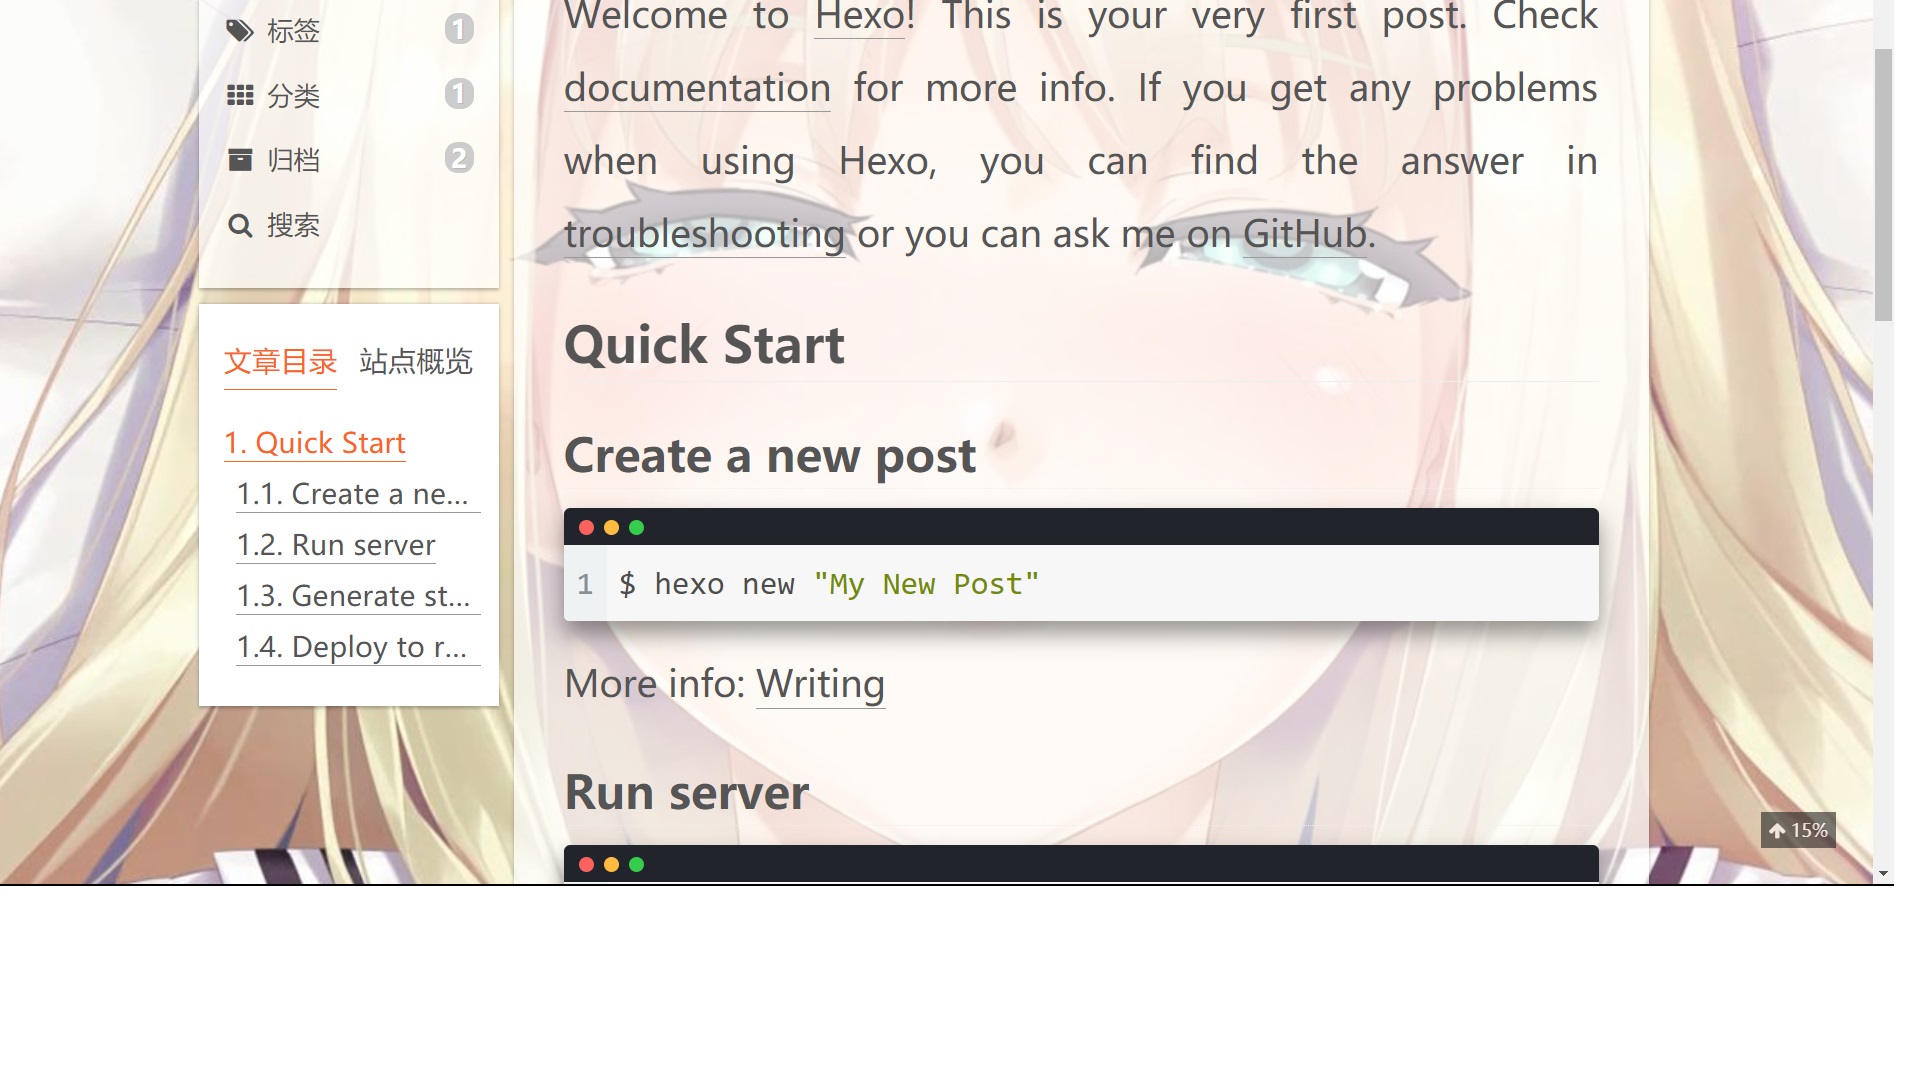 标签 1
分类 1
归档 2
搜索
文章目录 站点概览
1. Quick Start
1.1. Create a ne...
1.2. Run server
1.3. Generate st...
1.4. Deploy to r...
Welcome to Hexo! This is your very first post. Check
documentation for more info. If you get any problems
when using Hexo, you can find the answer in
troubleshooting or you can ask me on GitHub.
Quick Start
Create a new post
1 $ hexo new "My New Post"
More info: Writing
Run server
15%